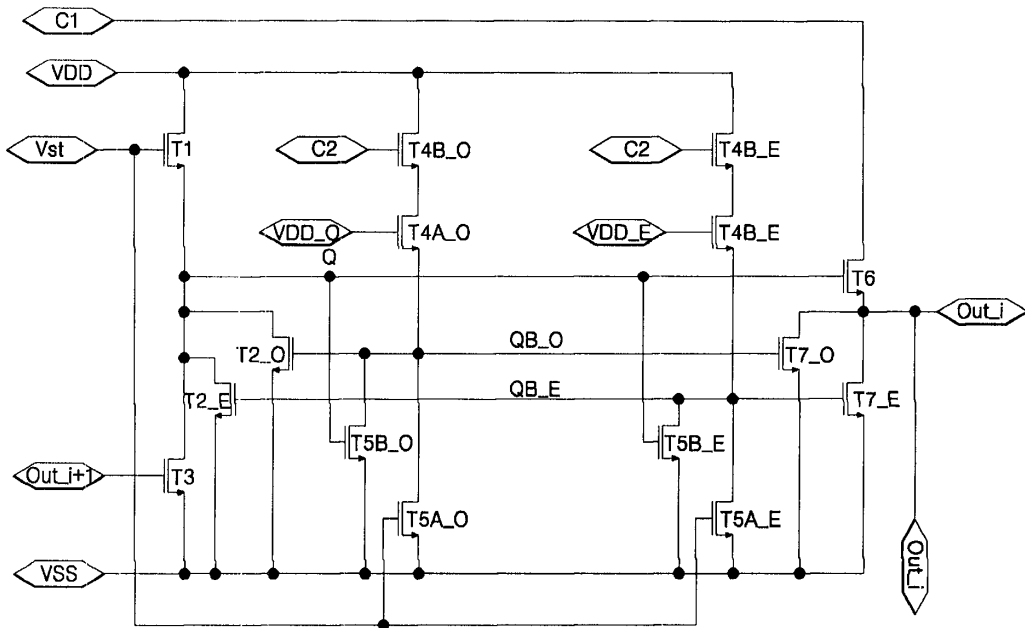 C1
VDD
Vst
T1
C2
T4B_O
C2
T4B_E
VDD_O
T4A_O
VDD_E
T4B_E
Q
T6
Out_i
T2_O
QB_O
T7_O
T2_E
QB_E
T7_E
T5B_O
T5B_E
Out_i+1
T3
T5A_O
T5A_E
VSS
Out_i